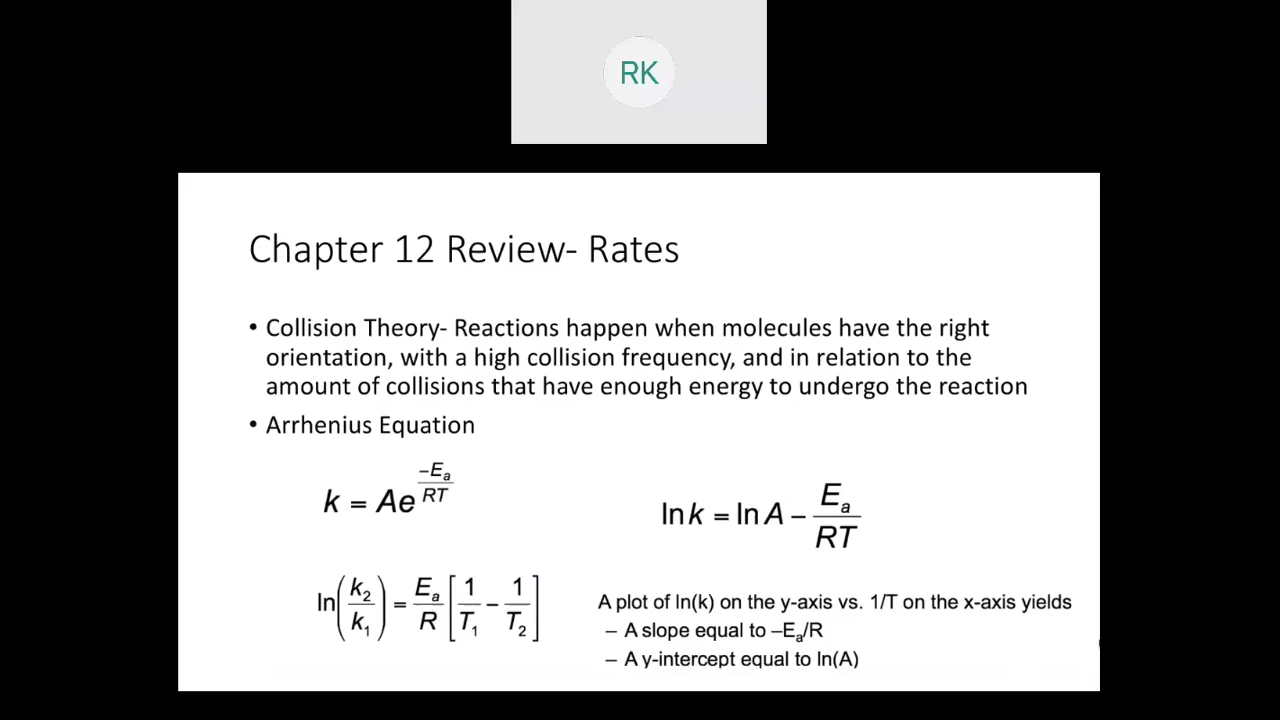 RK
Chapter 12 Review- Rates
• Collision Theory- Reactions happen when molecules have the right
orientation, with a high collision frequency, and in relation to the
amount of collisions that have enough energy to undergo the reaction
• Arrhenius Equation
k = Ae^(–Eₐ/RT)
ln k = ln A – Eₐ/RT
ln(k₂/k₁) = Eₐ/R [1/T₁ – 1/T₂]
A plot of ln(k) on the y-axis vs. 1/T on the x-axis yields
– A slope equal to –Eₐ/R
– A y-intercept equal to ln(A)